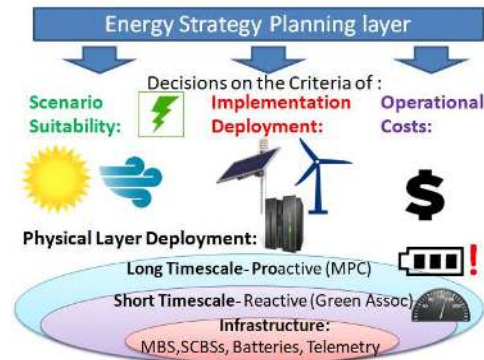 Energy Strategy Planning layer
Decisions on the Criteria of :
Scenario Suitability:
Implementation Deployment:
Operational Costs:
$
Physical Layer Deployment:
!
Long Timescale- Proactive (MPC)
Short Timescale- Reactive (Green Assoc)
Infrastructure:
MBS,SCBSs, Batteries, Telemetry